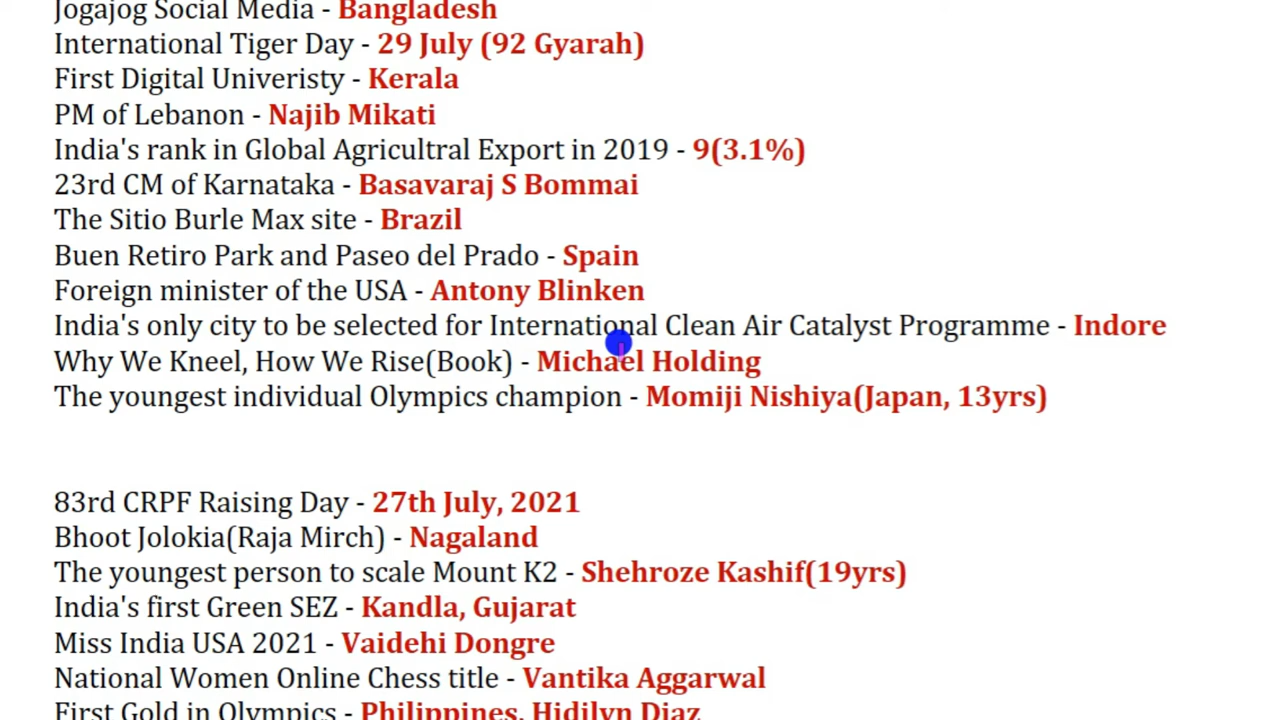 Jogajog Social Media - Bangladesh
International Tiger Day - 29 July (92 Gyarah)
First Digital Univeristy - Kerala
PM of Lebanon - Najib Mikati
India's rank in Global Agricultral Export in 2019 - 9(3.1%)
23rd CM of Karnataka - Basavaraj S Bommai
The Sitio Burle Max site - Brazil
Buen Retiro Park and Paseo del Prado - Spain
Foreign minister of the USA - Antony Blinken
India's only city to be selected for International Clean Air Catalyst Programme - Indore
Why We Kneel, How We Rise(Book) - Michael Holding
The youngest individual Olympics champion - Momiji Nishiya(Japan, 13yrs)
83rd CRPF Raising Day - 27th July, 2021
Bhoot Jolokia(Raja Mirch) - Nagaland
The youngest person to scale Mount K2 - Shehroze Kashif(19yrs)
India's first Green SEZ - Kandla, Gujarat
Miss India USA 2021 - Vaidehi Dongre
National Women Online Chess title - Vantika Aggarwal
First Gold in Olympics - Philippines, Hidilyn Diaz